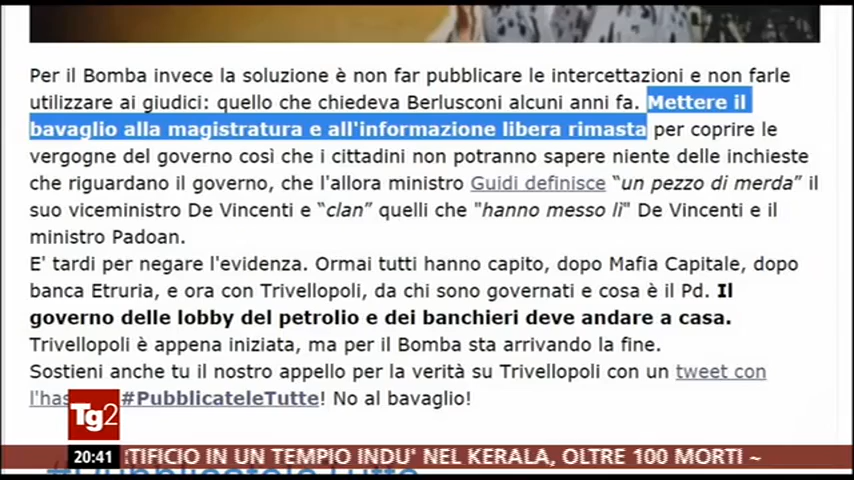 Per il Bomba invece la soluzione è non far pubblicare le intercettazioni e non farle
utilizzare ai giudici: quello che chiedeva Berlusconi alcuni anni fa. Mettere il
bavaglio alla magistratura e all'informazione libera rimasta per coprire le
vergogne del governo così che i cittadini non potranno sapere niente delle inchieste
che riguardano il governo, che l'allora ministro Guidi definisce “un pezzo di merda” il
suo viceministro De Vincenti e “clan” quelli che "hanno messo lì" De Vincenti e il
ministro Padoan.
E' tardi per negare l'evidenza. Ormai tutti hanno capito, dopo Mafia Capitale, dopo
banca Etruria, e ora con Trivellopoli, da chi sono governati e cosa è il Pd. Il
governo delle lobby del petrolio e dei banchieri deve andare a casa.
Trivellopoli è appena iniziata, ma per il Bomba sta arrivando la fine.
Sostieni anche tu il nostro appello per la verità su Trivellopoli con un tweet con
l'has #PubblicateleTutte! No al bavaglio!
Tg2
20:41 TIFICIO IN UN TEMPIO INDU' NEL KERALA, OLTRE 100 MORTI ~